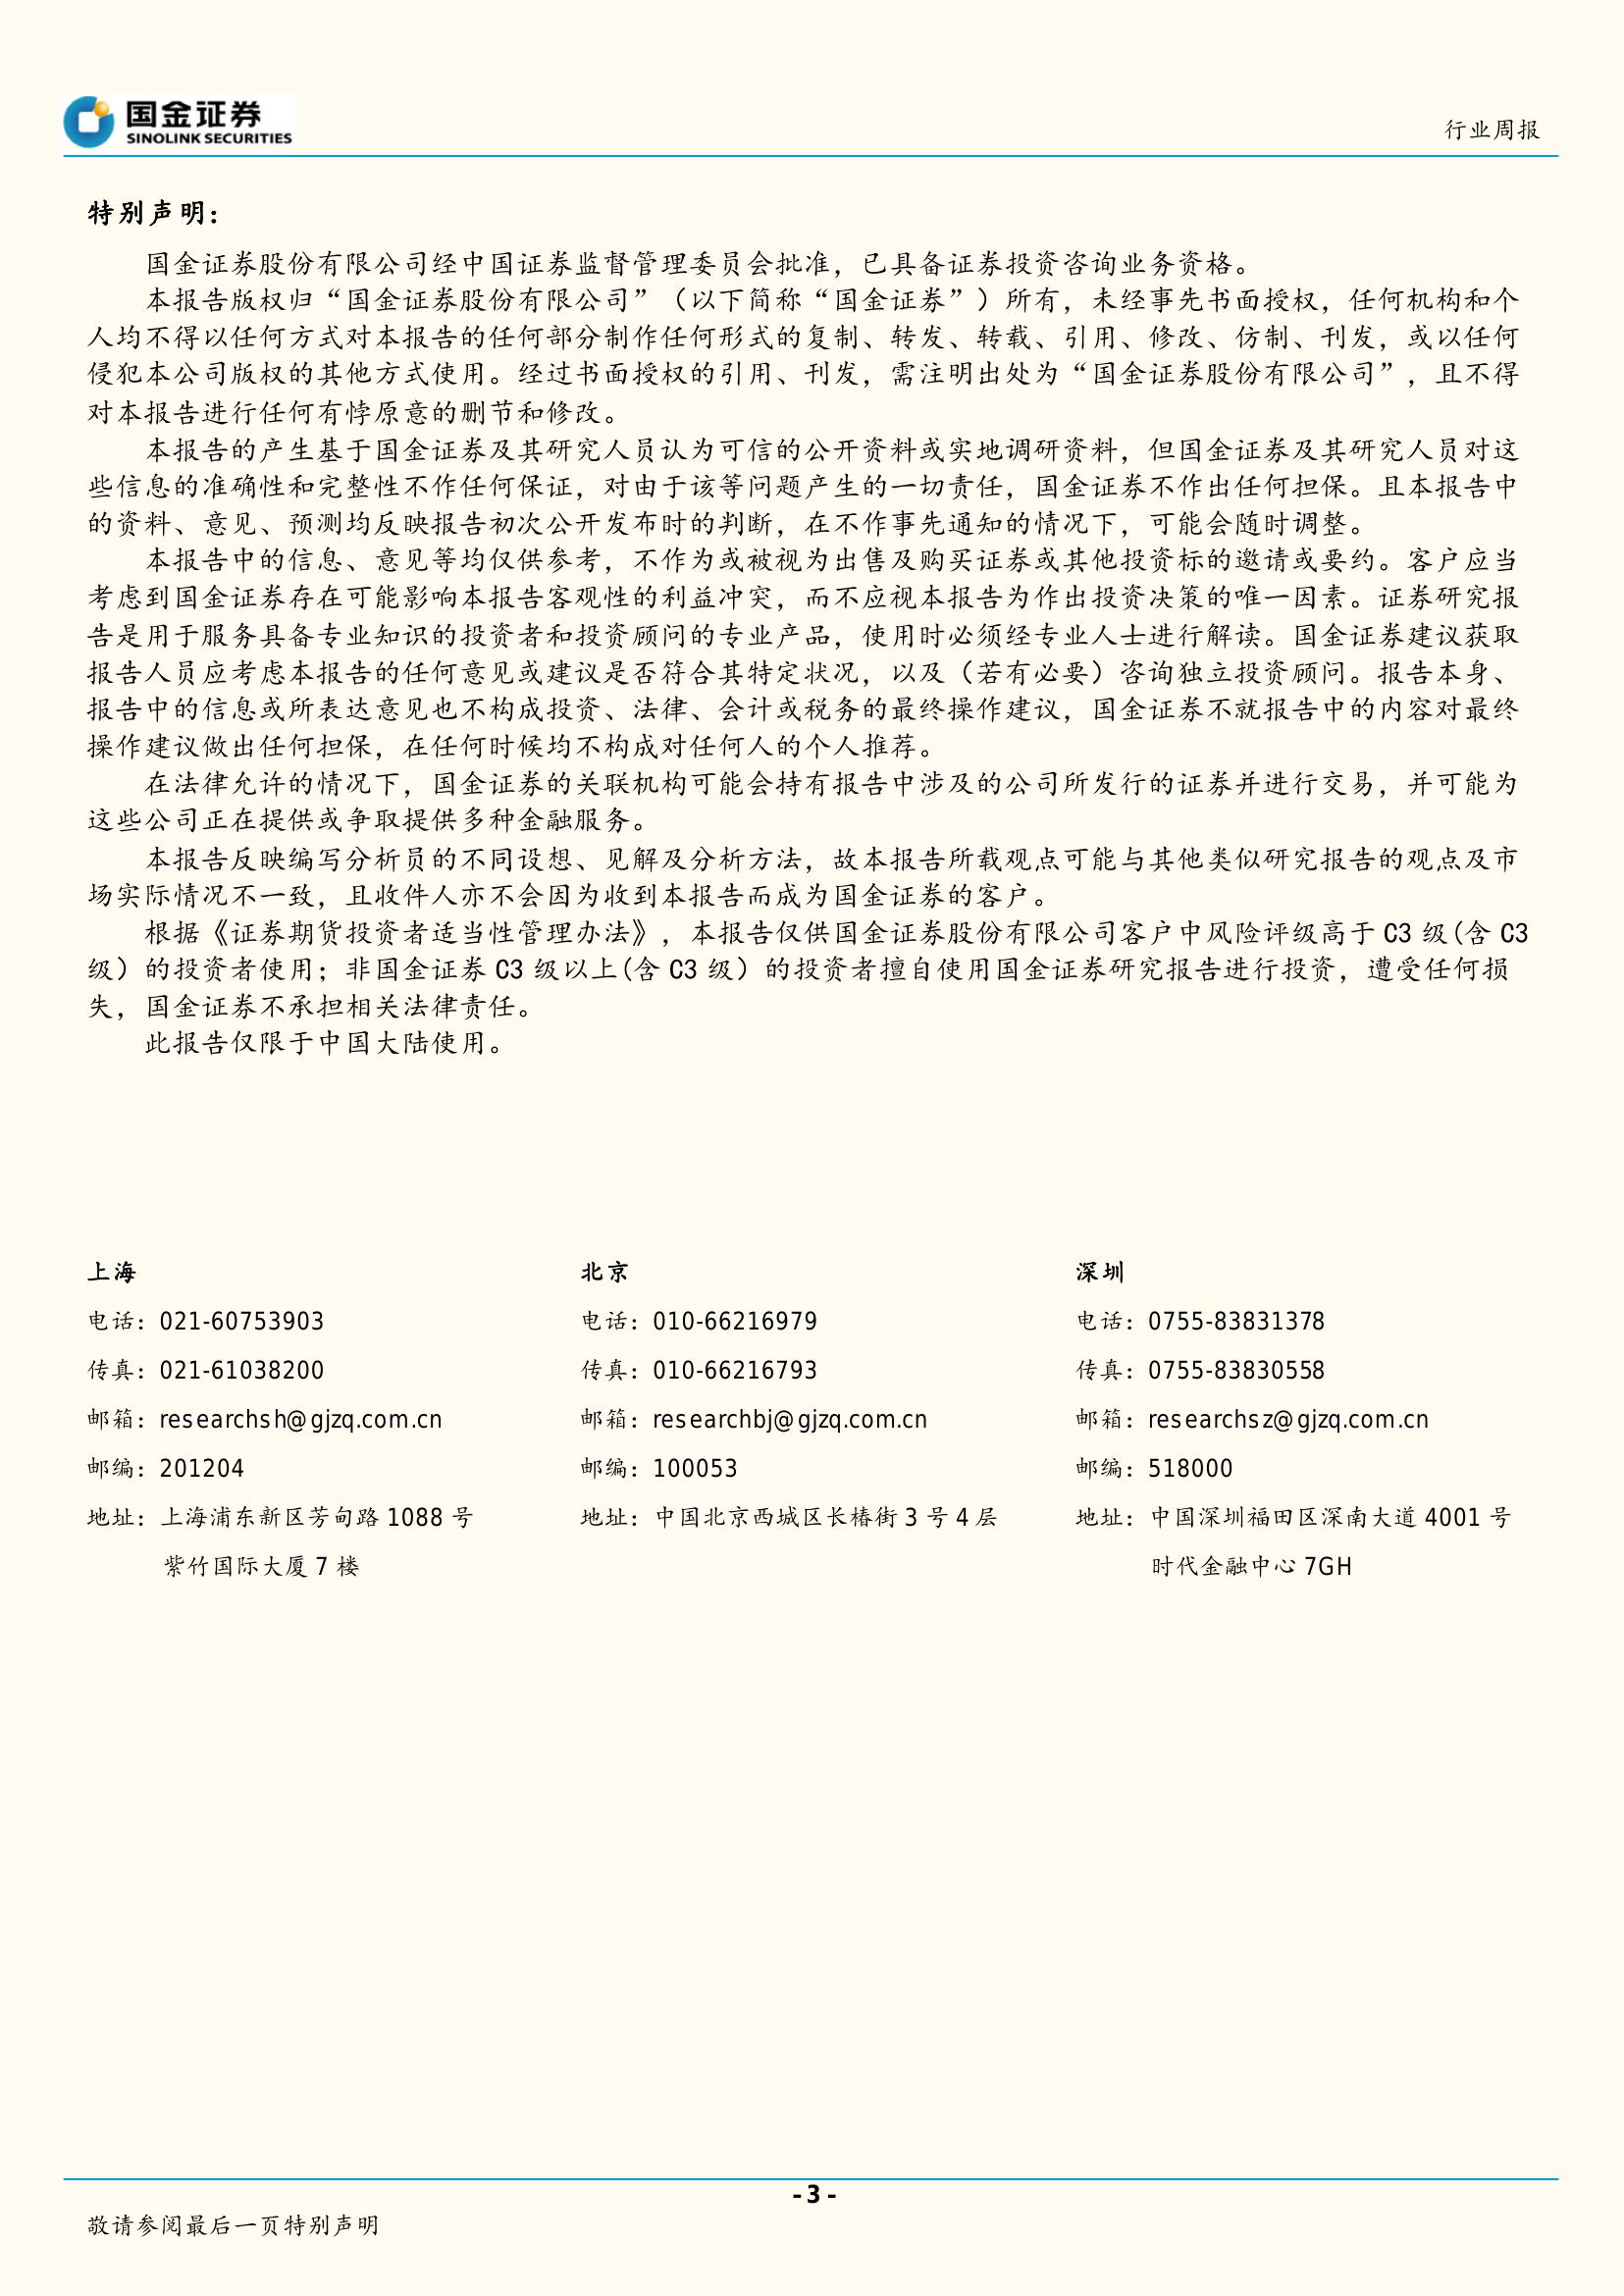 国金证券
SINOLINK SECURITIES
行业周报
特别声明：
国金证券股份有限公司经中国证券监督管理委员会批准，已具备证券投资咨询业务资格。
本报告版权归“国金证券股份有限公司”（以下简称“国金证券”）所有，未经事先书面授权，任何机构和个
人均不得以任何方式对本报告的任何部分制作任何形式的复制、转发、转载、引用、修改、仿制、刊发，或以任何
侵犯本公司版权的其他方式使用。经过书面授权的引用、刊发，需注明出处为“国金证券股份有限公司”，且不得
对本报告进行任何有悖原意的删节和修改。
本报告的产生基于国金证券及其研究人员认为可信的公开资料或实地调研资料，但国金证券及其研究人员对这
些信息的准确性和完整性不作任何保证，对由于该等问题产生的一切责任，国金证券不作出任何担保。且本报告中
的资料、意见、预测均反映报告初次公开发布时的判断，在不作事先通知的情况下，可能会随时调整。
本报告中的信息、意见等均仅供参考，不作为或被视为出售及购买证券或其他投资标的邀请或要约。客户应当
考虑到国金证券存在可能影响本报告客观性的利益冲突，而不应视本报告为作出投资决策的唯一因素。证券研究报
告是用于服务具备专业知识的投资者和投资顾问的专业产品，使用时必须经专业人士进行解读。国金证券建议获取
报告人员应考虑本报告的任何意见或建议是否符合其特定状况，以及（若有必要）咨询独立投资顾问。报告本身、
报告中的信息或所表达意见也不构成投资、法律、会计或税务的最终操作建议，国金证券不就报告中的内容对最终
操作建议做出任何担保，在任何时候均不构成对任何人的个人推荐。
在法律允许的情况下，国金证券的关联机构可能会持有报告中涉及的公司所发行的证券并进行交易，并可能为
这些公司正在提供或争取提供多种金融服务。
本报告反映编写分析员的不同设想、见解及分析方法，故本报告所载观点可能与其他类似研究报告的观点及市
场实际情况不一致，且收件人亦不会因为收到本报告而成为国金证券的客户。
根据《证券期货投资者适当性管理办法》，本报告仅供国金证券股份有限公司客户中风险评级高于 C3 级(含 C3
级）的投资者使用；非国金证券 C3 级以上(含 C3 级）的投资者擅自使用国金证券研究报告进行投资，遭受任何损
失，国金证券不承担相关法律责任。
此报告仅限于中国大陆使用。
上海
电话：021-60753903
传真：021-61038200
邮箱：researchsh@gjzq.com.cn
邮编：201204
地址：上海浦东新区芳甸路 1088 号
紫竹国际大厦 7 楼
北京
电话：010-66216979
传真：010-66216793
邮箱：researchbj@gjzq.com.cn
邮编：100053
地址：中国北京西城区长椿街 3 号 4 层
深圳
电话：0755-83831378
传真：0755-83830558
邮箱：researchsz@gjzq.com.cn
邮编：518000
地址：中国深圳福田区深南大道 4001 号
时代金融中心 7GH
- 3 -
敬请参阅最后一页特别声明